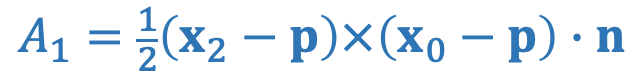 A₁ = ½(𝐱₂ − 𝐩)×(𝐱₀ − 𝐩) · 𝐧